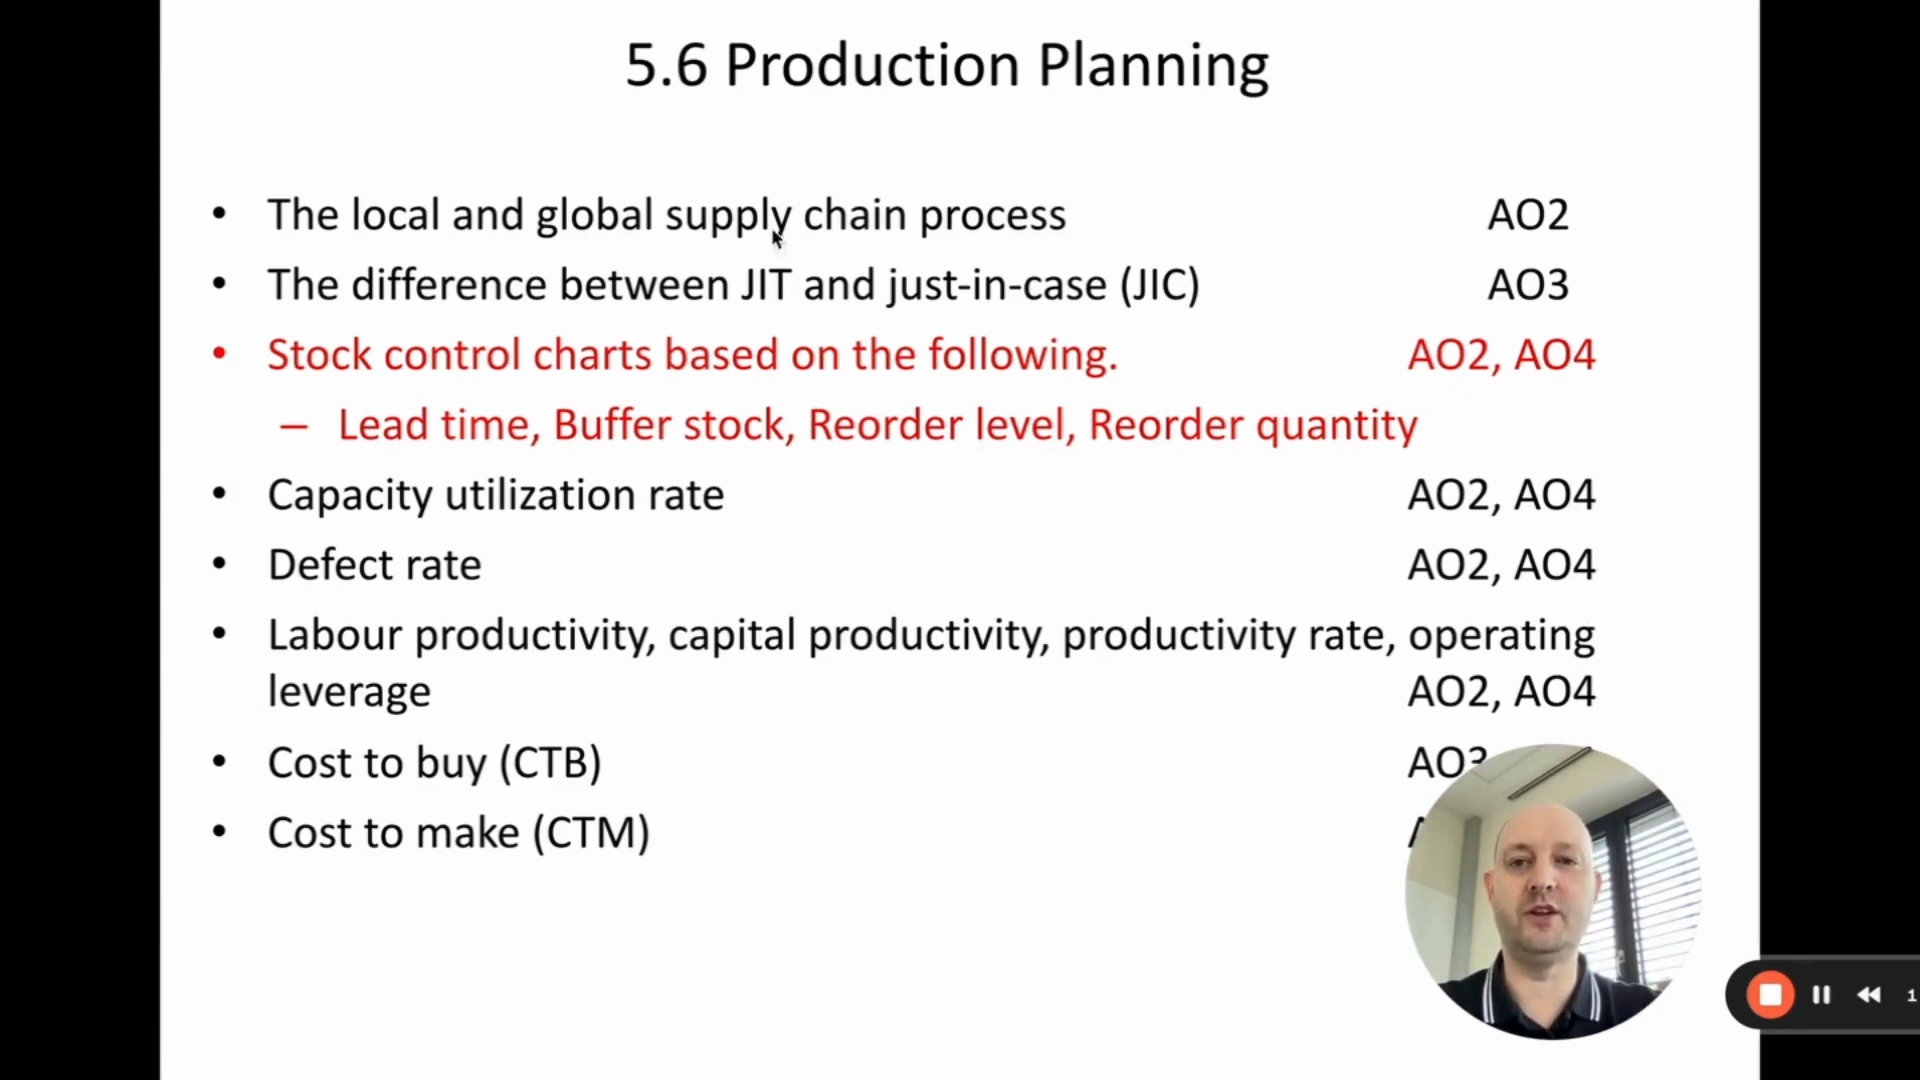 5.6 Production Planning
• The local and global supply chain process AO2
• The difference between JIT and just-in-case (JIC) AO3
• Stock control charts based on the following. AO2, AO4
– Lead time, Buffer stock, Reorder level, Reorder quantity
• Capacity utilization rate AO2, AO4
• Defect rate AO2, AO4
• Labour productivity, capital productivity, productivity rate, operating
leverage AO2, AO4
• Cost to buy (CTB) AO3
• Cost to make (CTM)
1